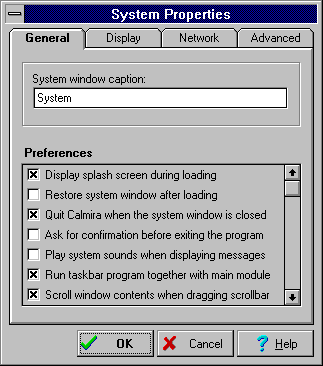 System Properties
General Display Network Advanced
System window caption:
System
Preferences
Display splash screen during loading
Restore system window after loading
Quit Calmira when the system window is closed
Ask for confirmation before exiting the program
Play system sounds when displaying messages
Run taskbar program together with main module
Scroll window contents when dragging scrollbar
OK Cancel Help